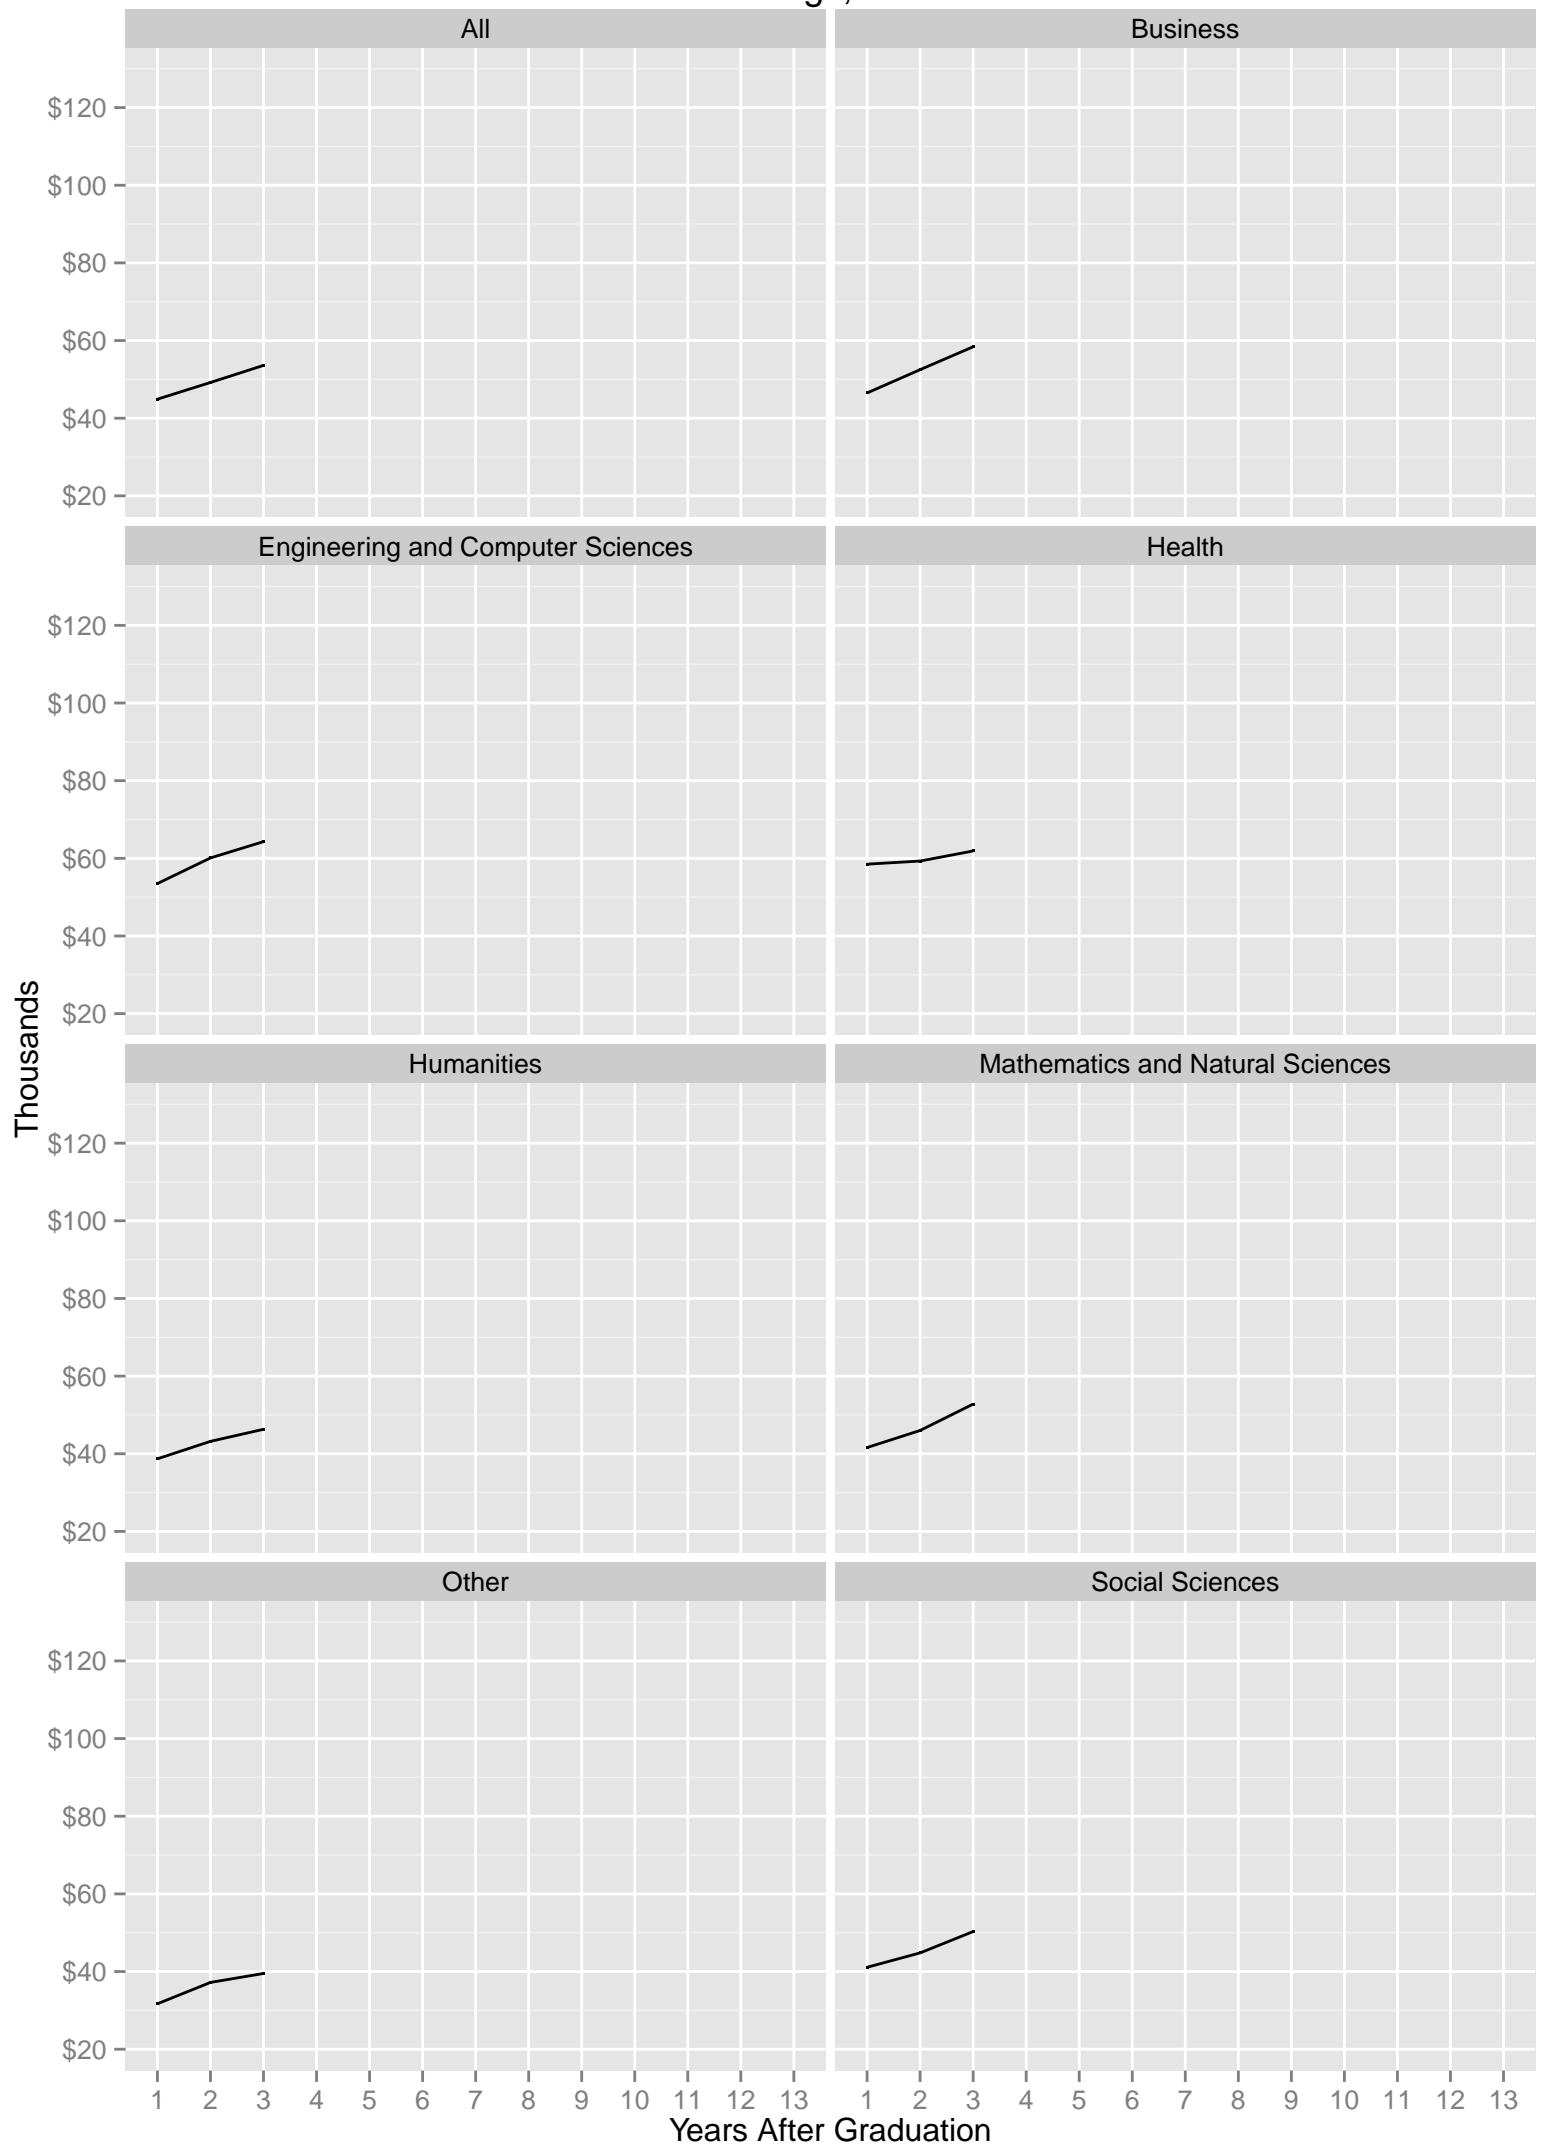 All
Business
$120
$100
$80
$60
$40
$20
Engineering and Computer Sciences
Health
$120
$100
$80
$60
$40
$20
Thousands
Humanities
Mathematics and Natural Sciences
$120
$100
$80
$60
$40
$20
Other
Social Sciences
$120
$100
$80
$60
$40
$20
1 2 3 4 5 6 7 8 9 10 11 12 13
1 2 3 4 5 6 7 8 9 10 11 12 13
Years After Graduation